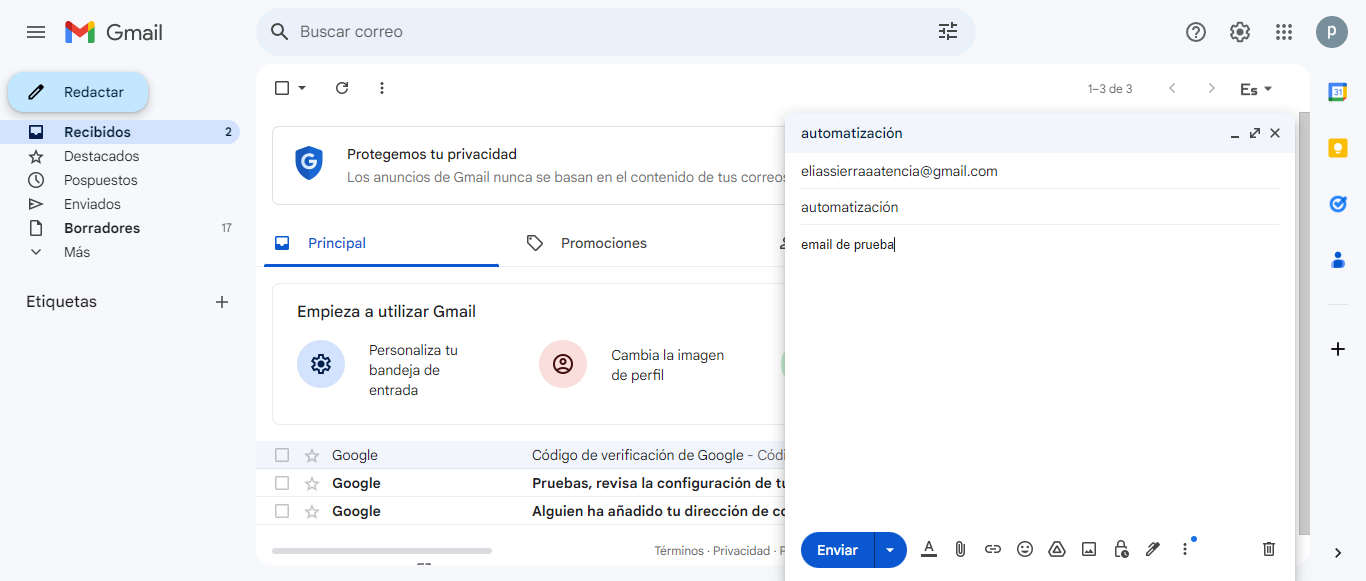 Gmail
Buscar correo
P
Redactar
1–3 de 3
Es
31
Recibidos 2
Destacados
Pospuestos
Enviados
Borradores 17
Más
Etiquetas
G
Protegemos tu privacidad
Los anuncios de Gmail nunca se basan en el contenido de tus correos
Principal
Promociones
Empieza a utilizar Gmail
Personaliza tu
bandeja de
entrada
Cambia la imagen
de perfil
Google Código de verificación de Google -
Google Pruebas, revisa la configuración de
Google Alguien ha añadido tu dirección de
Términos · Privacidad ·
automatización
eliassierraaatencia@gmail.com
automatización
email de prueba
Enviar
A